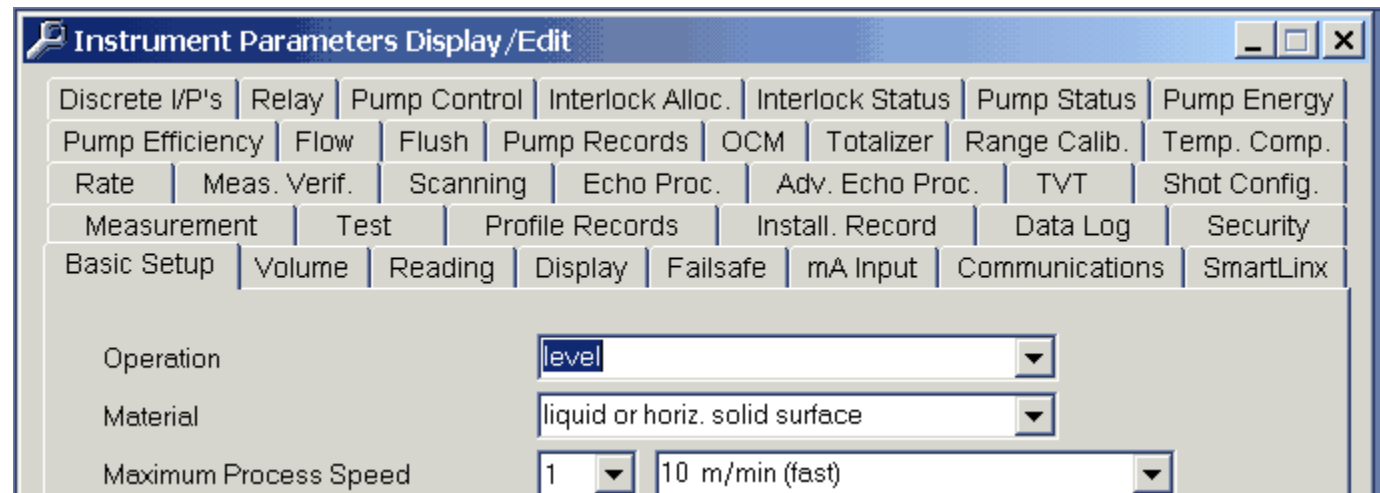 Instrument Parameters Display/Edit
Discrete I/P's Relay Pump Control Interlock Alloc. Interlock Status Pump Status Pump Energy
Pump Efficiency Flow Flush Pump Records OCM Totalizer Range Calib. Temp. Comp.
Rate Meas. Verif. Scanning Echo Proc. Adv. Echo Proc. TVT Shot Config.
Measurement Test Profile Records Install. Record Data Log Security
Basic Setup Volume Reading Display Failsafe mA Input Communications SmartLinx
Operation level
Material liquid or horiz. solid surface
Maximum Process Speed 1 10 m/min (fast)